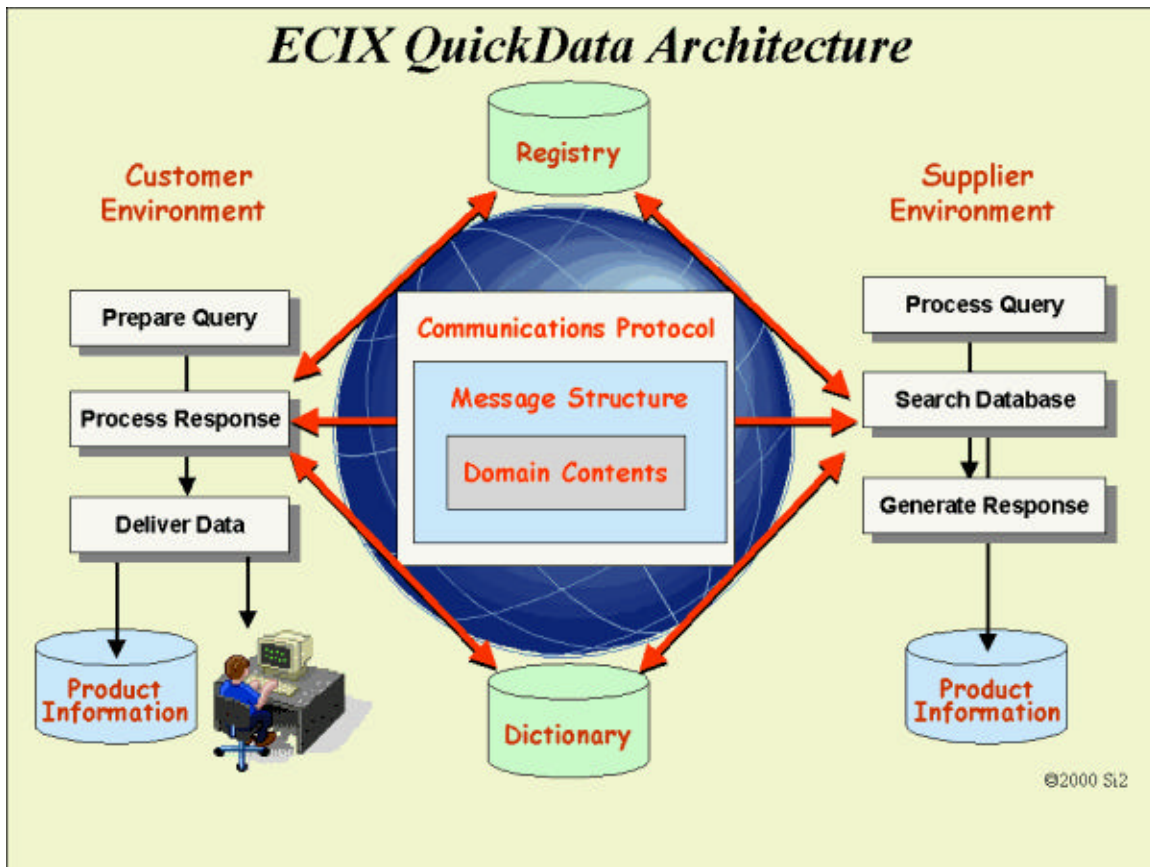 ECIX QuickData Architecture
Registry
Customer
Environment
Supplier
Environment
Prepare Query
Process Response
Deliver Data
Product
Information
Communications Protocol
Message Structure
Domain Contents
Dictionary
Process Query
Search Database
Generate Response
Product
Information
©2000 Si2